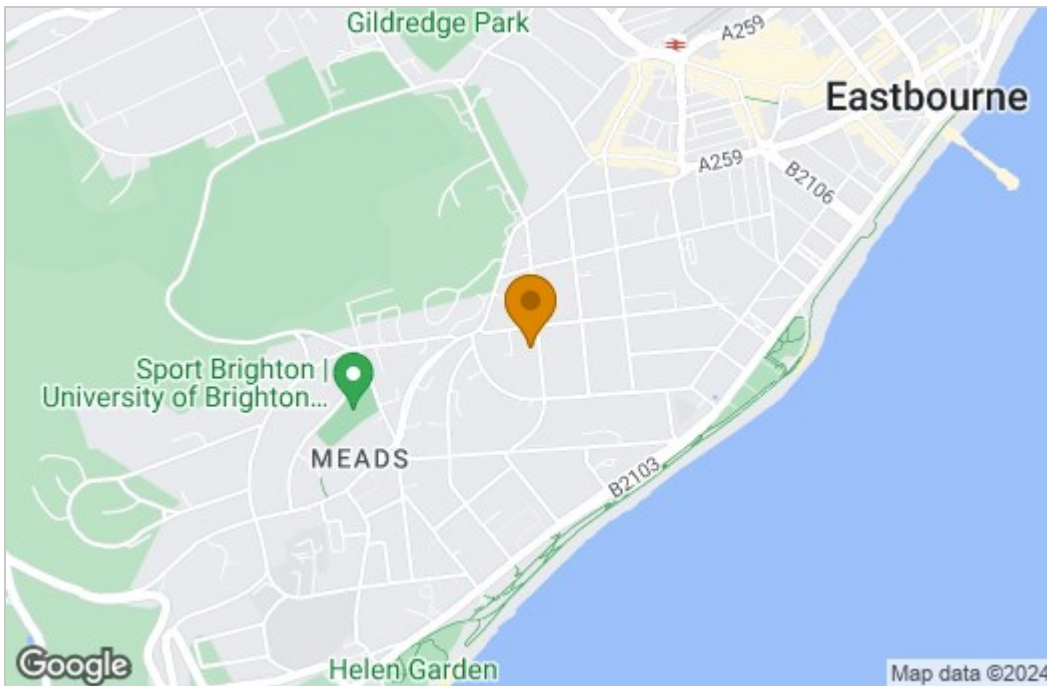 Gildredge Park
A259
Eastbourne
A259
B2106
Sport Brighton |
University of Brighton...
MEADS
B2103
Helen Garden
Google
Map data ©2024